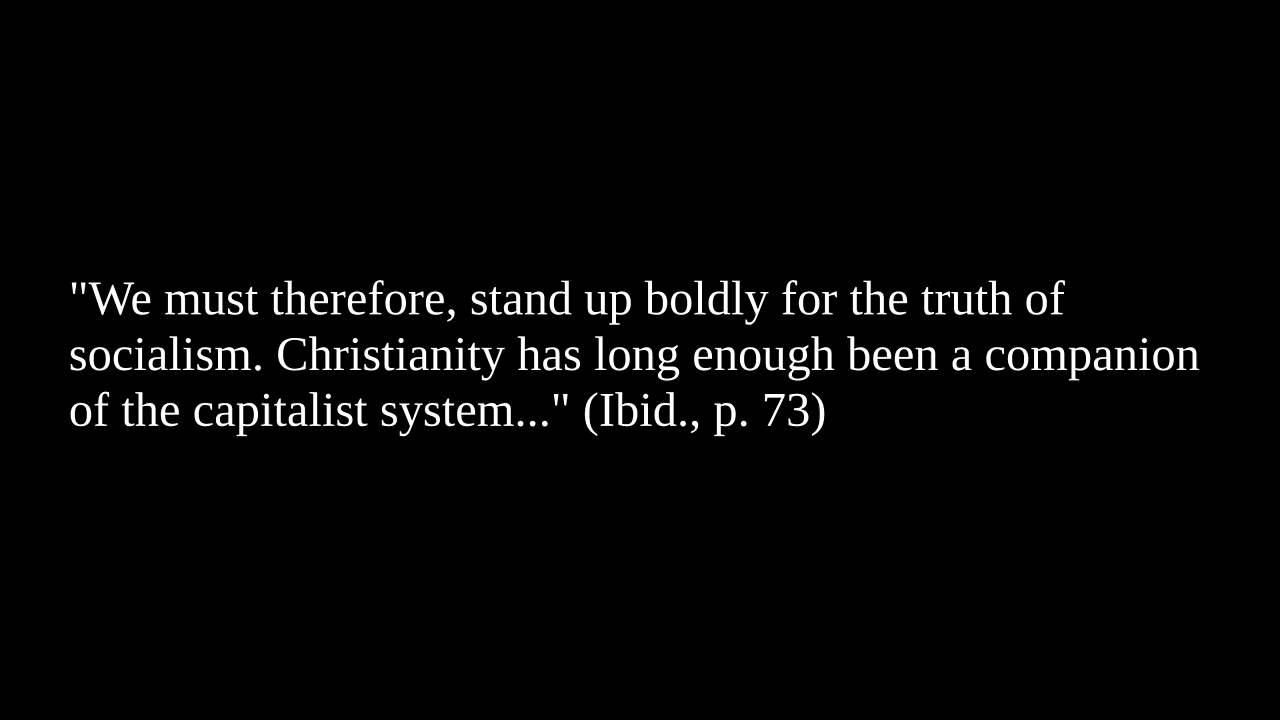 "We must therefore, stand up boldly for the truth of
socialism. Christianity has long enough been a companion
of the capitalist system..." (Ibid., p. 73)